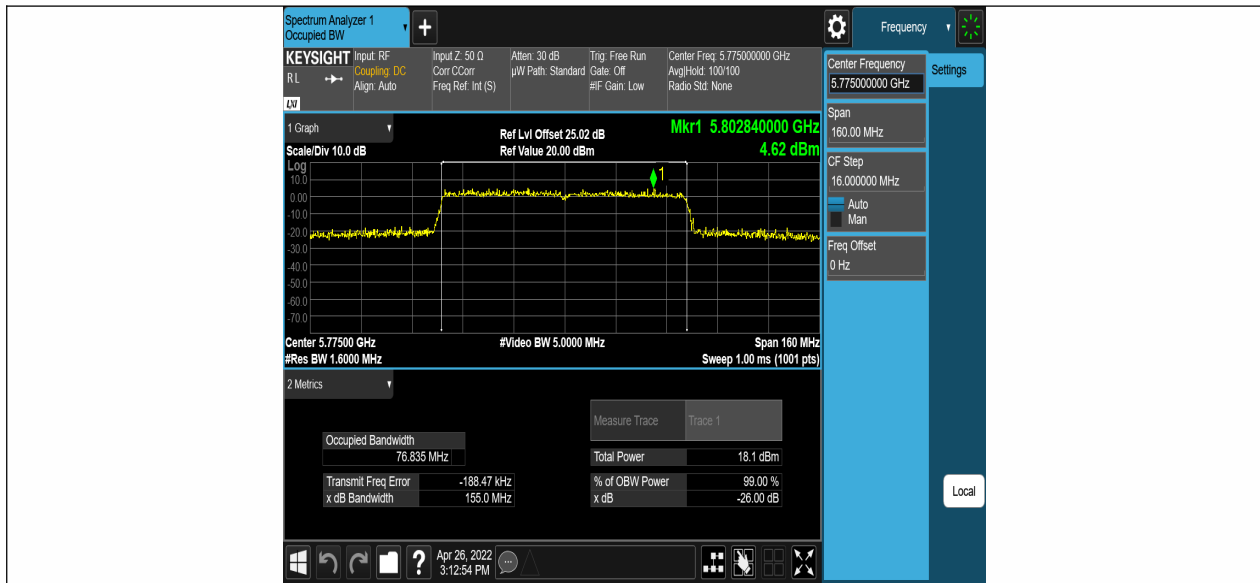 Spectrum Analyzer 1
Occupied BW
+
Frequency
KEYSIGHT
RL
LXI
Input: RF
Coupling: DC
Align: Auto
Input Z: 50 Ω
Corr CCorr
Freq Ref: Int (S)
Atten: 30 dB
µW Path: Standard
Trig: Free Run
Gate: Off
#IF Gain: Low
Center Freq: 5.775000000 GHz
Avg|Hold: 100/100
Radio Std: None
Center Frequency
5.775000000 GHz
Settings
Span
160.00 MHz
CF Step
16.000000 MHz
Auto
Man
Freq Offset
0 Hz
Local
1 Graph
Scale/Div 10.0 dB
Ref Lvl Offset 25.02 dB
Ref Value 20.00 dBm
Mkr1 5.802840000 GHz
4.62 dBm
Log
10.0
0.00
-10.0
-20.0
-30.0
-40.0
-50.0
-60.0
-70.0
1
Center 5.77500 GHz
#Video BW 5.0000 MHz
Span 160 MHz
#Res BW 1.6000 MHz
Sweep 1.00 ms (1001 pts)
2 Metrics
Measure Trace
Trace 1
Occupied Bandwidth
76.835 MHz
Total Power
18.1 dBm
Transmit Freq Error
-188.47 kHz
% of OBW Power
99.00 %
x dB Bandwidth
155.0 MHz
x dB
-26.00 dB
?
Apr 26, 2022
3:12:54 PM